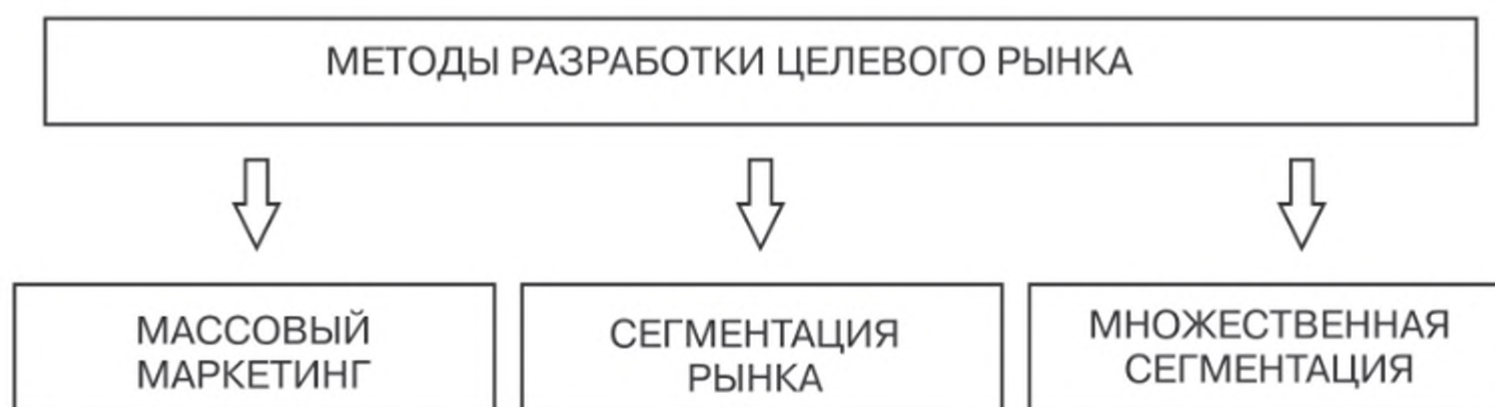 МЕТОДЫ РАЗРАБОТКИ ЦЕЛЕВОГО РЫНКА
МАССОВЫЙ
МАРКЕТИНГ
СЕГМЕНТАЦИЯ
РЫНКА
МНОЖЕСТВЕННАЯ
СЕГМЕНТАЦИЯ